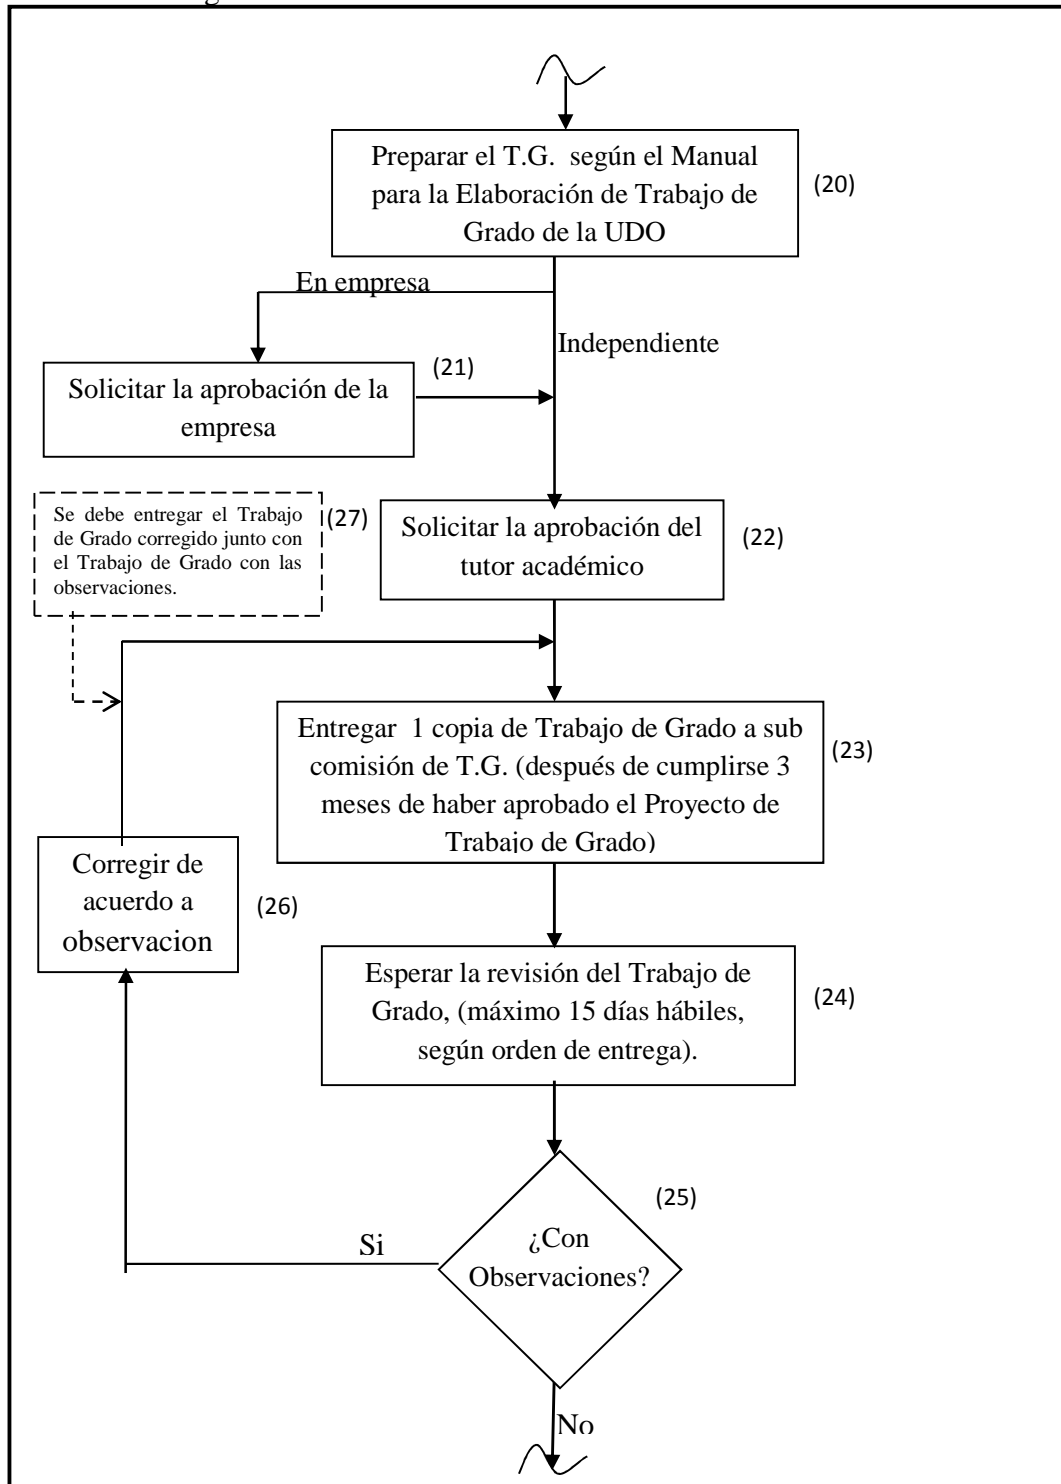 Preparar el T.G. según el Manual
para la Elaboración de Trabajo de
Grado de la UDO
(20)
En empresa
Independiente
(21)
Solicitar la aprobación de la
empresa
Se debe entregar el Trabajo
de Grado corregido junto con
el Trabajo de Grado con las
observaciones.
(27)
Solicitar la aprobación del
tutor académico
(22)
Entregar 1 copia de Trabajo de Grado a sub
comisión de T.G. (después de cumplirse 3
meses de haber aprobado el Proyecto de
Trabajo de Grado)
(23)
Corregir de
acuerdo a
observacion
(26)
Esperar la revisión del Trabajo de
Grado, (máximo 15 días hábiles,
según orden de entrega).
(24)
(25)
¿Con
Observaciones?
Si
No